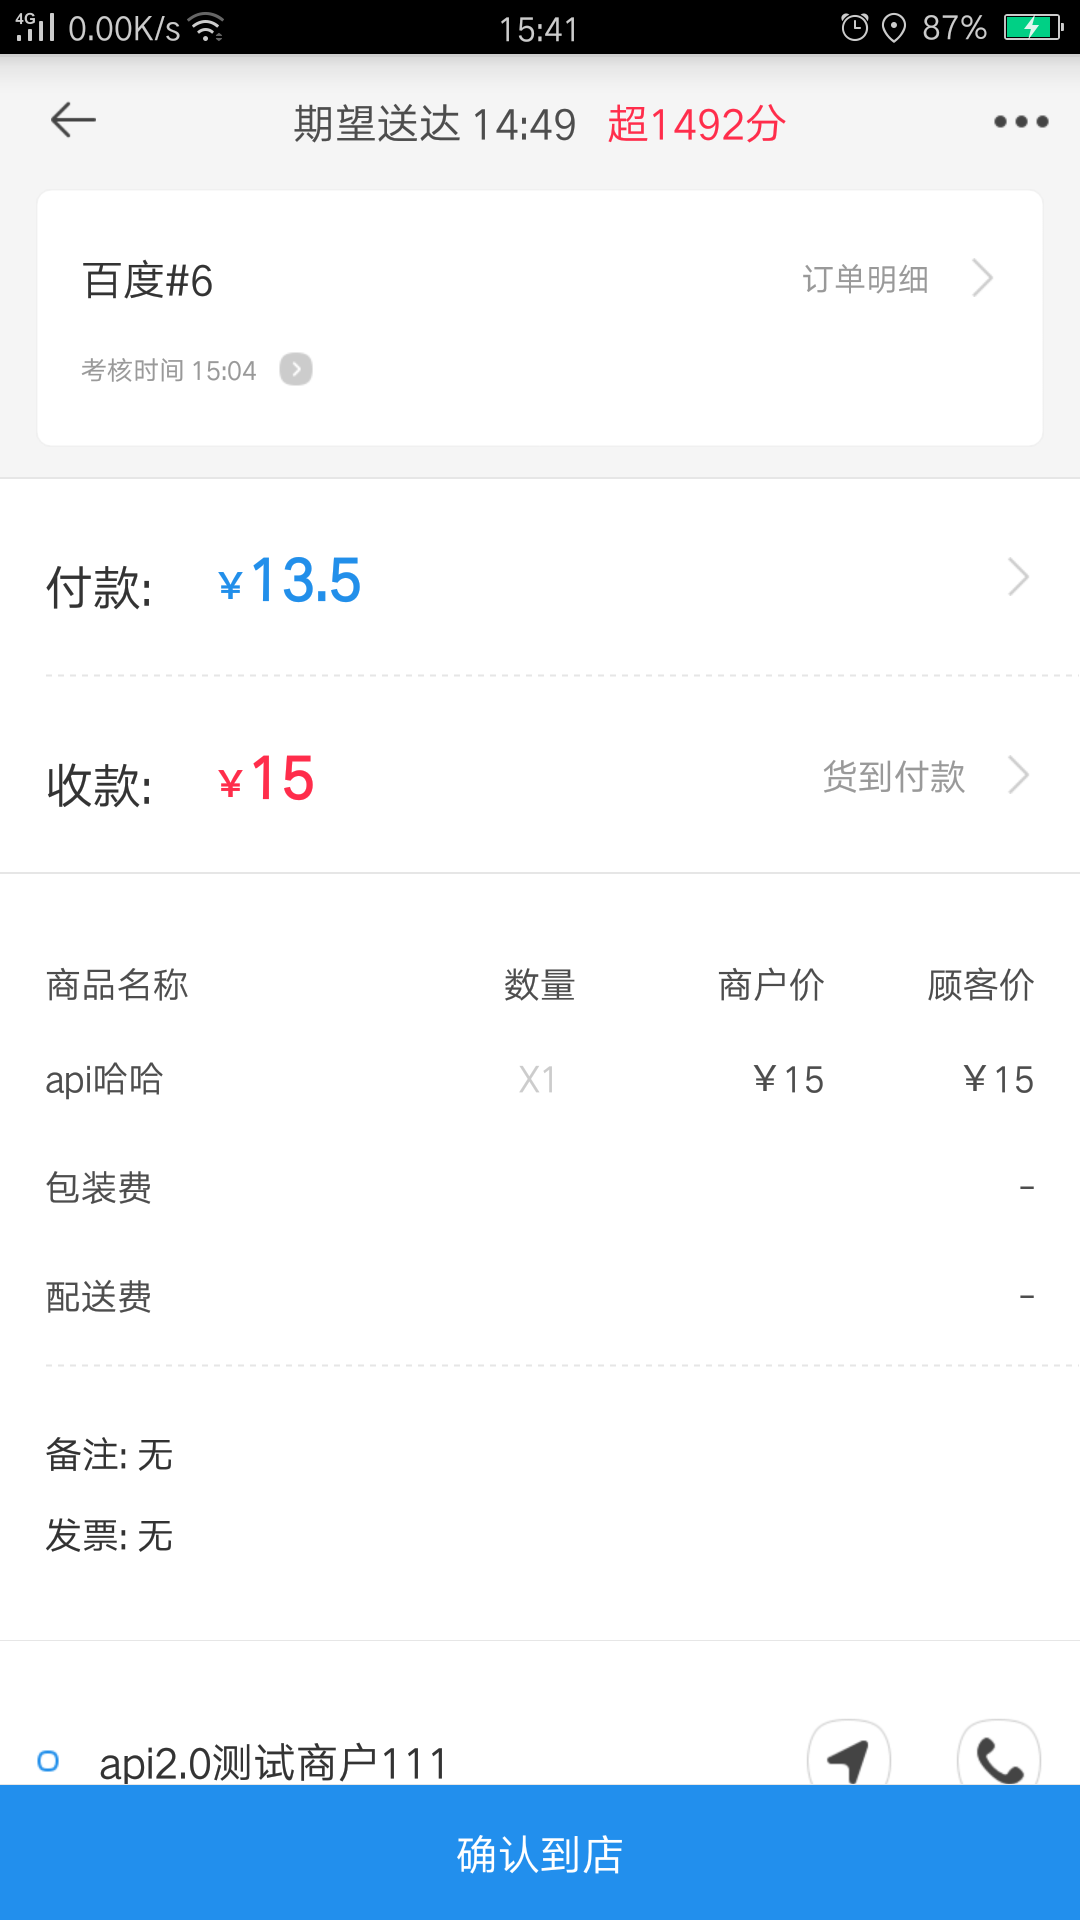 4G 0.00K/s 15:41 87%
期望送达 14:49 超1492分
百度#6 订单明细
考核时间 15:04
付款: ¥13.5
收款: ¥15 货到付款
商品名称 数量 商户价 顾客价
api哈哈 X1 ¥15 ¥15
包装费 -
配送费 -
备注: 无
发票: 无
api2.0测试商户111
确认到店